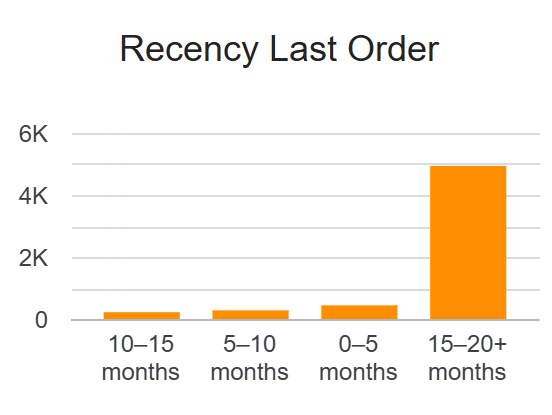 Recency Last Order
6K
4K
2K
0
10–15 months
5–10 months
0–5 months
15–20+ months